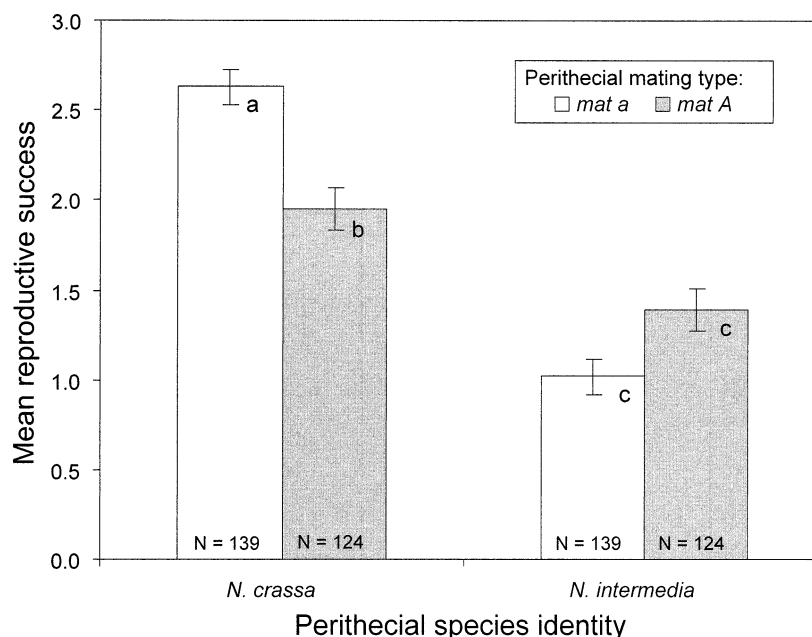 Mean reproductive success
3.0
2.5
2.0
1.5
1.0
0.5
0.0
Perithecial mating type:
mat a mat A
a
b
c
c
N = 139 N = 124 N = 139 N = 124
N. crassa N. intermedia
Perithecial species identity